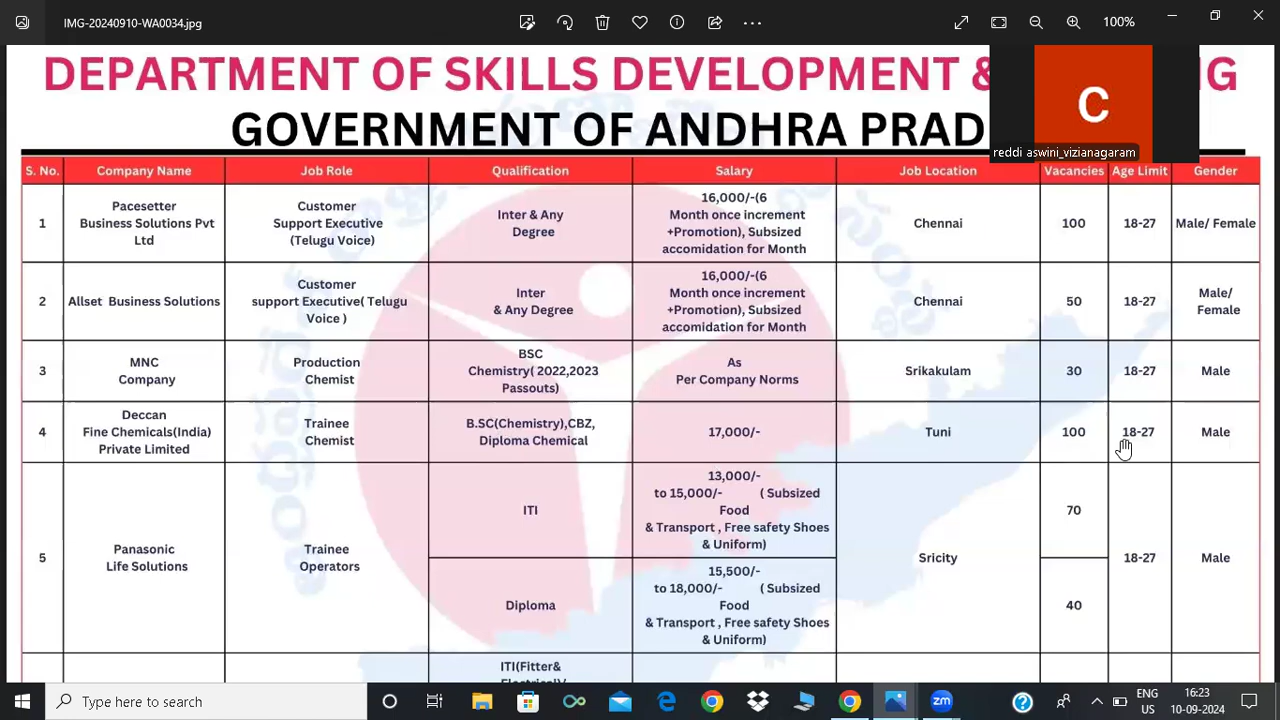 IMG-20240910-WA0034.jpg
100%
DEPARTMENT OF SKILLS DEVELOPMENT &
GOVERNMENT OF ANDHRA PRAD
C
reddi aswini_vizianagaram
S. No. Company Name Job Role Qualification Salary Job Location Vacancies Age Limit Gender
1
Pacesetter
Business Solutions Pvt
Ltd
Customer
Support Executive
(Telugu Voice)
Inter & Any
Degree
16,000/-(6
Month once increment
+Promotion), Subsized
accomidation for Month
Chennai
100
18-27
Male/ Female
2
Allset Business Solutions
Customer
support Executive( Telugu
Voice )
Inter
& Any Degree
16,000/-(6
Month once increment
+Promotion), Subsized
accomidation for Month
Chennai
50
18-27
Male/
Female
3
MNC
Company
Production
Chemist
BSC
Chemistry( 2022,2023
Passouts)
As
Per Company Norms
Srikakulam
30
18-27
Male
4
Deccan
Fine Chemicals(India)
Private Limited
Trainee
Chemist
B.SC(Chemistry),CBZ,
Diploma Chemical
17,000/-
Tuni
100
18-27
Male
5
Panasonic
Life Solutions
Trainee
Operators
ITI
13,000/-
to 15,000/- ( Subsized
Food
& Transport , Free safety Shoes
& Uniform)
70
Diploma
15,500/-
to 18,000/- ( Subsized
Food
& Transport , Free safety Shoes
& Uniform)
40
Sricity
18-27
Male
ITI(Fitter&
Type here to search
zm
ENG
US
16:23
10-09-2024